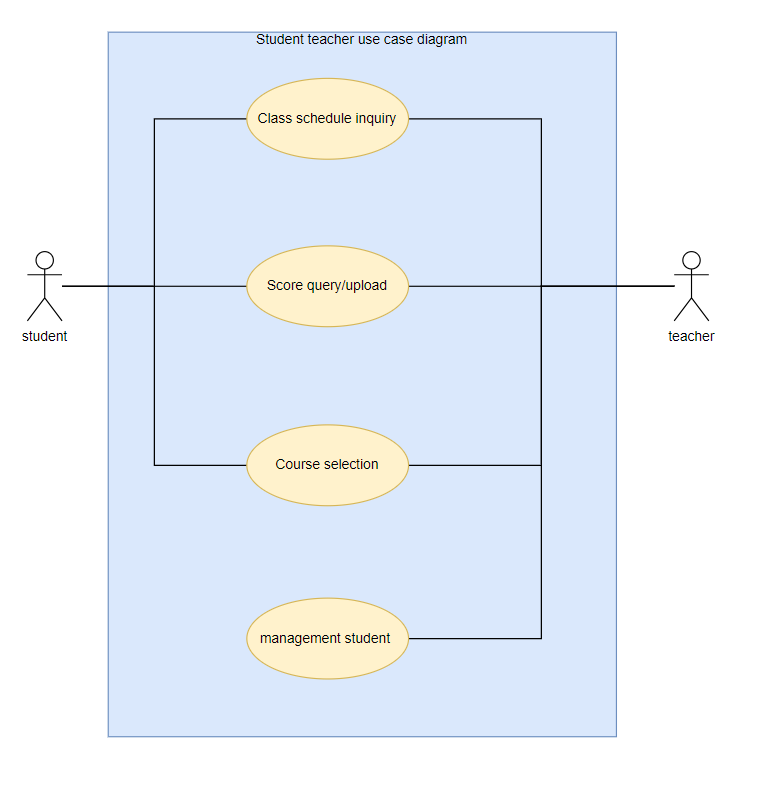 Student teacher use case diagram
Class schedule inquiry
Score query/upload
student
teacher
Course selection
management student